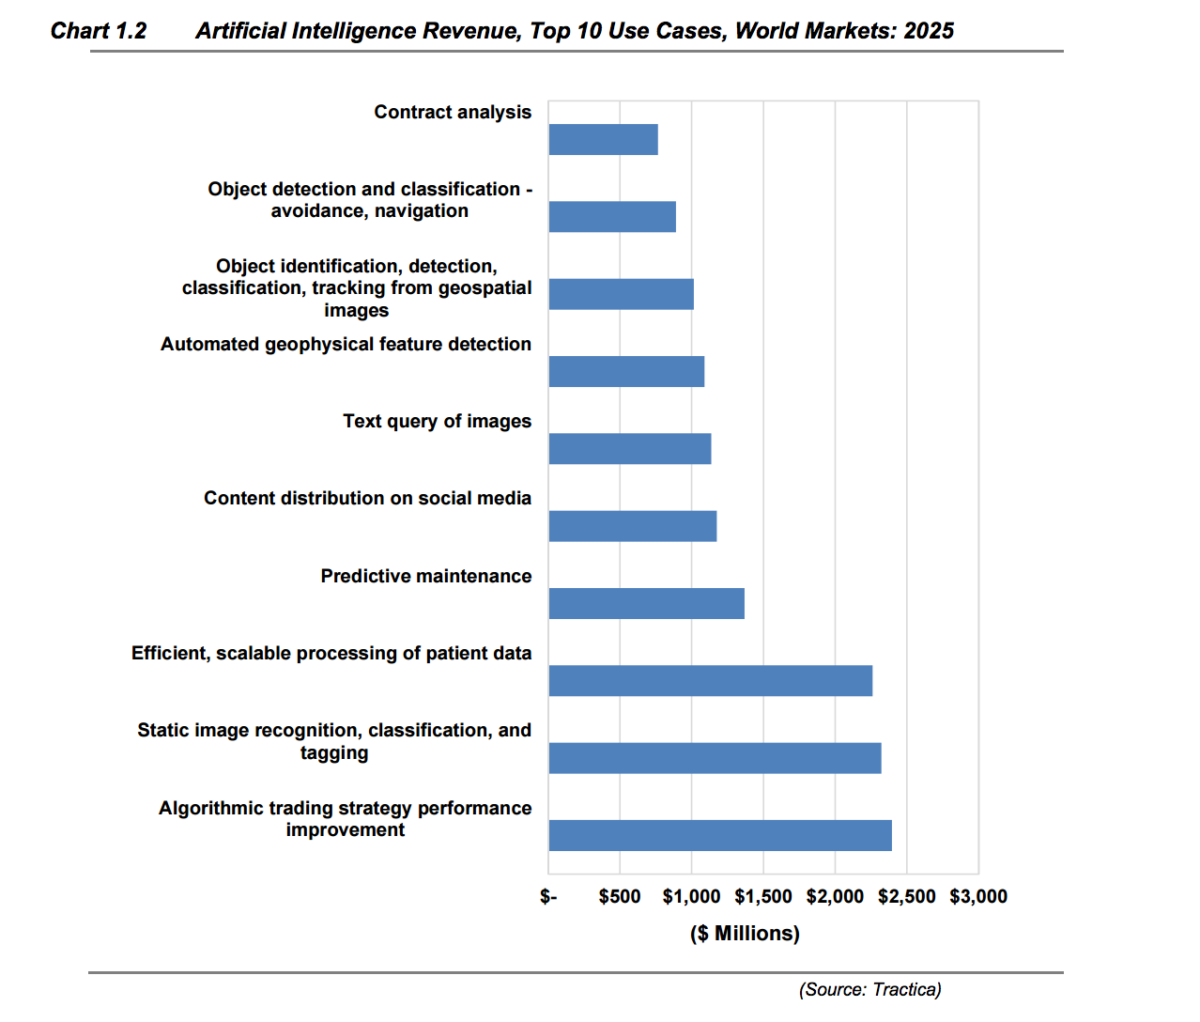 Chart 1.2 Artificial Intelligence Revenue, Top 10 Use Cases, World Markets: 2025
Contract analysis
Object detection and classification -
avoidance, navigation
Object identification, detection,
classification, tracking from geospatial
images
Automated geophysical feature detection
Text query of images
Content distribution on social media
Predictive maintenance
Efficient, scalable processing of patient data
Static image recognition, classification, and
tagging
Algorithmic trading strategy performance
improvement
$- $500 $1,000 $1,500 $2,000 $2,500 $3,000
($ Millions)
(Source: Tractica)